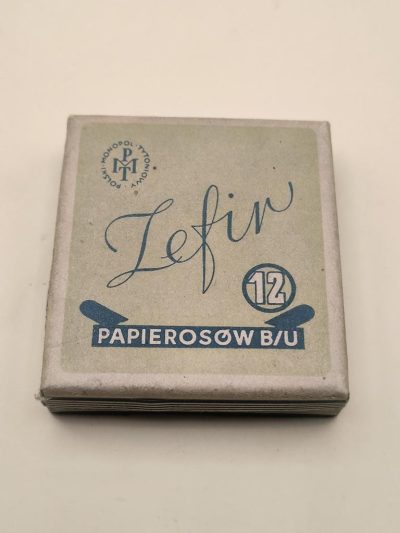 POLSKI · MONOPOL · TYTONIOWY
PMT
Zefir
12
PAPIEROSÓW B/U